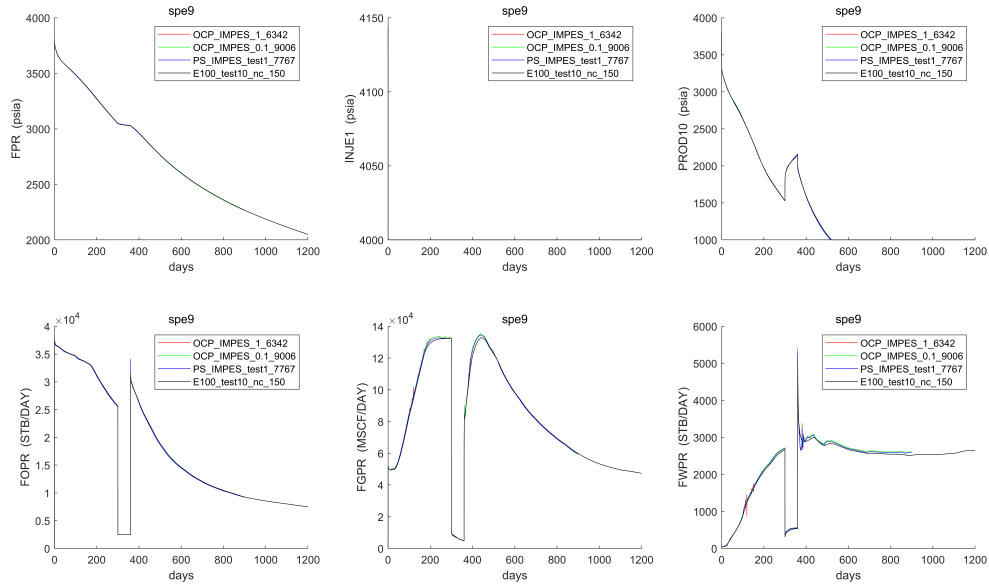 spe9
4000
3500
3000
2500
2000
0 200 400 600 800 1000 1200
FPR (psia)
days
OCP_IMPES_1_6342
OCP_IMPES_0.1_9006
PS_IMPES_test1_7767
E100_test10_nc_150
spe9
4150
4100
4050
4000
0 200 400 600 800 1000 1200
INJE1 (psia)
days
OCP_IMPES_1_6342
OCP_IMPES_0.1_9006
PS_IMPES_test1_7767
E100_test10_nc_150
spe9
4000
3500
3000
2500
2000
1500
1000
0 200 400 600 800 1000 1200
PROD10 (psia)
days
OCP_IMPES_1_6342
OCP_IMPES_0.1_9006
PS_IMPES_test1_7767
E100_test10_nc_150
spe9
× 10^4
4
3.5
3
2.5
2
1.5
1
0.5
0
0 200 400 600 800 1000 1200
FOPR (STB/DAY)
days
OCP_IMPES_1_6342
OCP_IMPES_0.1_9006
PS_IMPES_test1_7767
E100_test10_nc_150
spe9
× 10^4
14
12
10
8
6
4
2
0
0 200 400 600 800 1000 1200
FGPR (MSCF/DAY)
days
OCP_IMPES_1_6342
OCP_IMPES_0.1_9006
PS_IMPES_test1_7767
E100_test10_nc_150
spe9
6000
5000
4000
3000
2000
1000
0
0 200 400 600 800 1000 1200
FWPR (STB/DAY)
days
OCP_IMPES_1_6342
OCP_IMPES_0.1_9006
PS_IMPES_test1_7767
E100_test10_nc_150